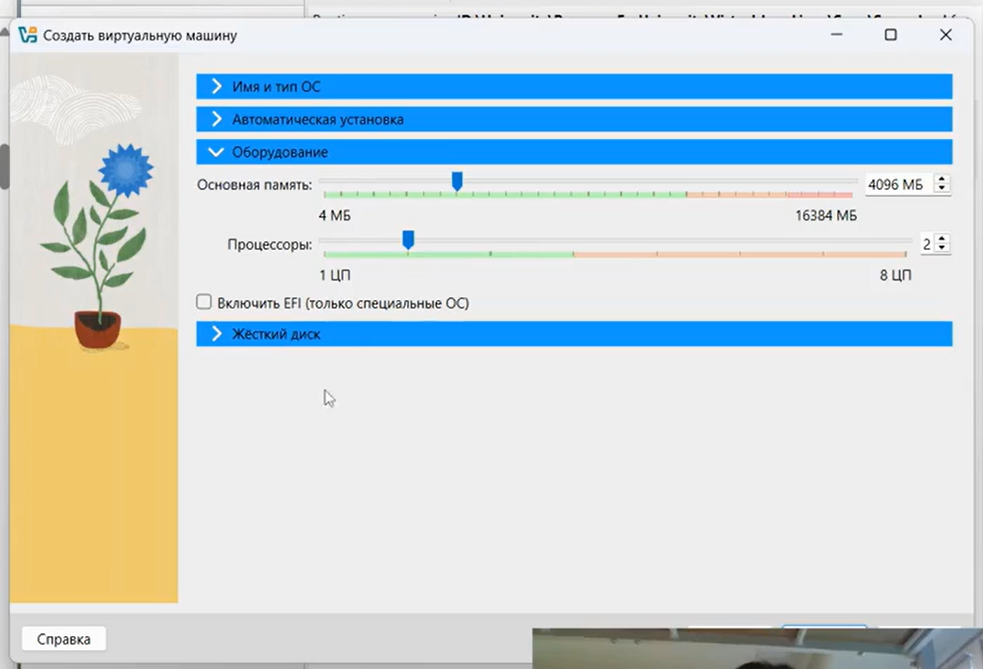 Создать виртуальную машину
Имя и тип ОС
Автоматическая установка
Оборудование
Основная память:
4096 МБ
4 МБ
16384 МБ
Процессоры:
2
1 ЦП
8 ЦП
Включить EFI (только специальные ОС)
Жёсткий диск
Справка